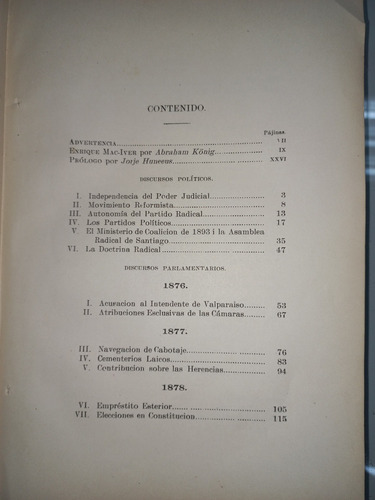 CONTENIDO.
Pájinas.
ADVERTENCIA VII
ENRIQUE MAC-IVER por Abraham König IX
PRÓLOGO por Jorje Huneeus XXVI
DISCURSOS POLÍTICOS.
I. Independencia del Poder Judicial 3
II. Movimiento Reformista 8
III. Autonomía del Partido Radical 13
IV. Los Partidos Políticos 17
V. El Ministerio de Coalicion de 1893 i la Asamblea
Radical de Santiago 35
VI. La Doctrina Radical 47
DISCURSOS PARLAMENTARIOS.
1876.
I. Acusacion al Intendente de Valparaiso 53
II. Atribuciones Esclusivas de las Cámaras 67
1877.
III. Navegacion de Cabotaje 76
IV. Cementerios Laicos 83
V. Contribucion sobre las Herencias 94
1878.
VI. Empréstito Esterior 105
VII. Elecciones en Constitucion 115